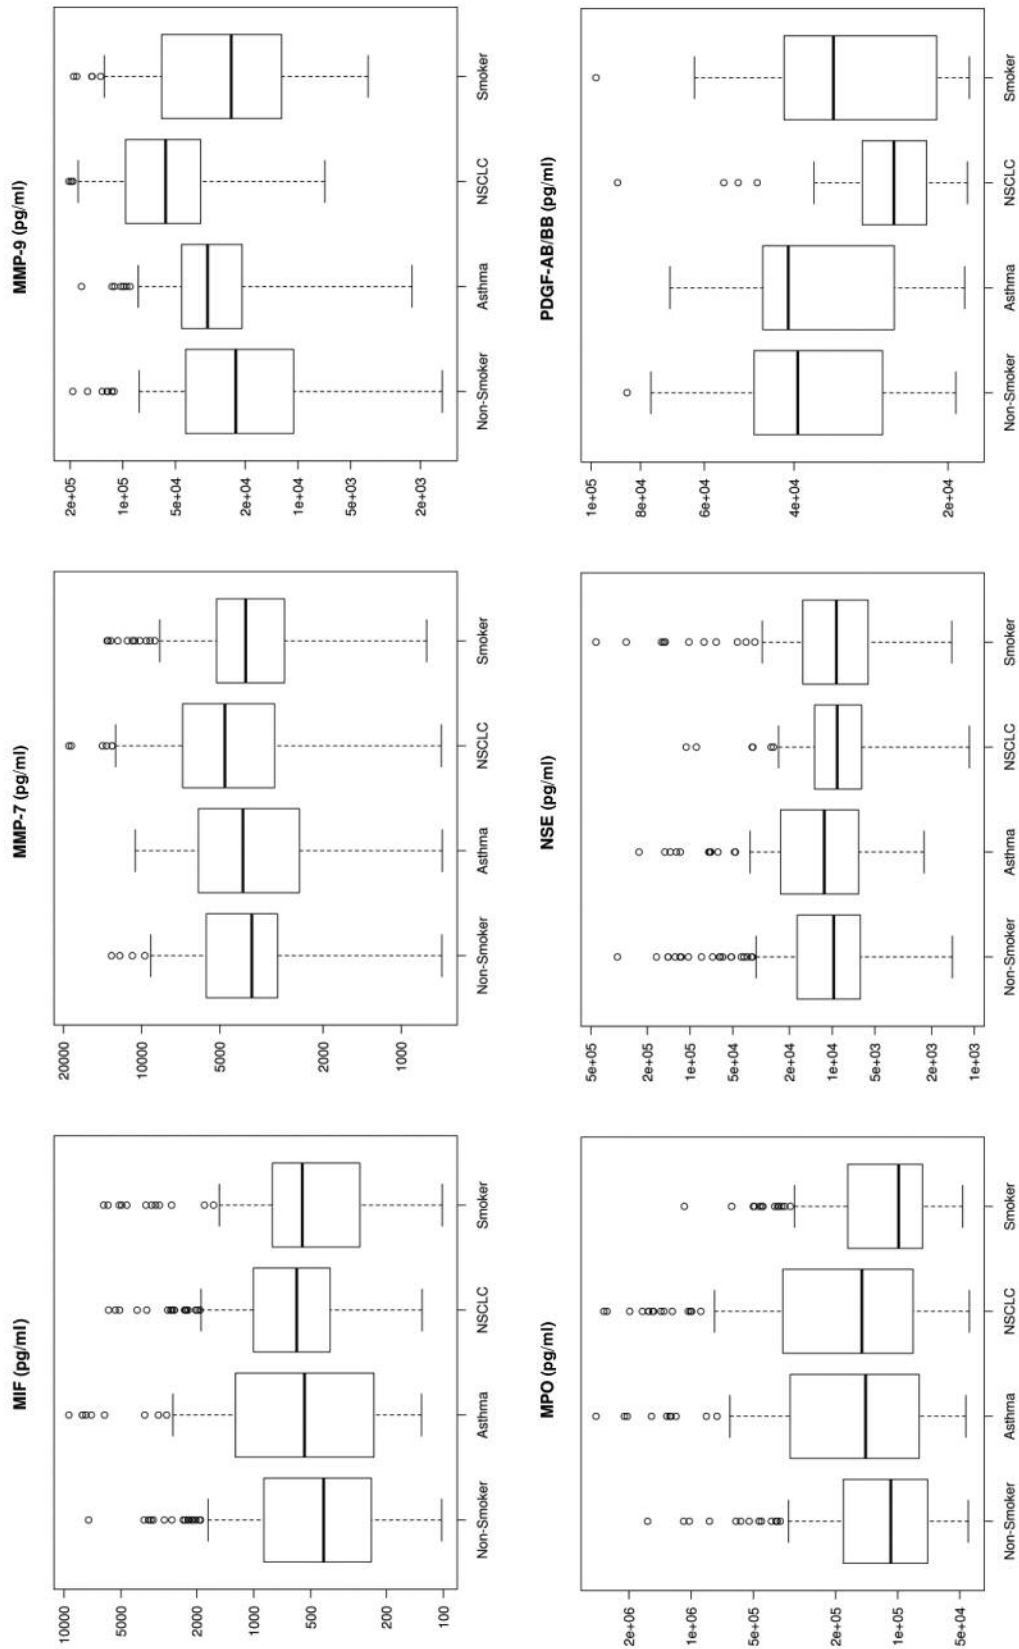 MIF (pg/ml)
10000
5000
2000
1000
500
200
100
Non-Smoker
Asthma
NSCLC
Smoker
MMP-7 (pg/ml)
20000
10000
5000
2000
1000
Non-Smoker
Asthma
NSCLC
Smoker
MMP-9 (pg/ml)
2e+05
1e+05
5e+04
2e+04
1e+04
5e+03
2e+03
Non-Smoker
Asthma
NSCLC
Smoker
MPO (pg/ml)
2e+06
1e+06
5e+05
2e+05
1e+05
5e+04
Non-Smoker
Asthma
NSCLC
Smoker
NSE (pg/ml)
5e+05
2e+05
1e+05
5e+04
2e+04
1e+04
5e+03
2e+03
1e+03
Non-Smoker
Asthma
NSCLC
Smoker
PDGF-AB/BB (pg/ml)
1e+05
8e+04
6e+04
4e+04
2e+04
Non-Smoker
Asthma
NSCLC
Smoker